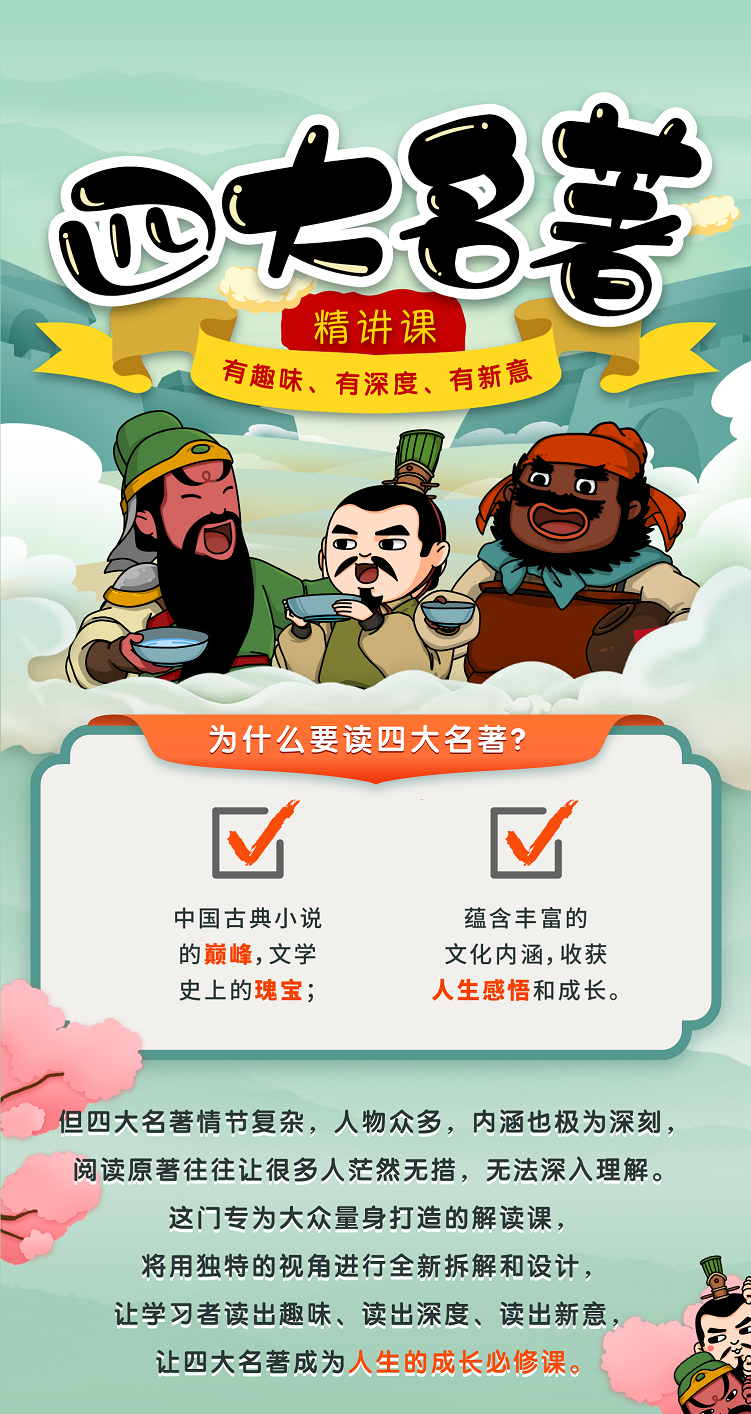 四大名著
精讲课
有趣味、有深度、有新意
为什么要读四大名著?
中国古典小说
的巅峰,文学
史上的瑰宝;
蕴含丰富的
文化内涵,收获
人生感悟和成长。
但四大名著情节复杂，人物众多，内涵也极为深刻，
阅读原著往往让很多人茫然无措，无法深入理解。
这门专为大众量身打造的解读课，
将用独特的视角进行全新拆解和设计，
让学习者读出趣味、读出深度、读出新意，
让四大名著成为人生的成长必修课。